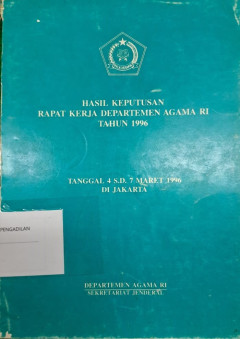 HASIL KEPUTUSAN
RAPAT KERJA DEPARTEMEN AGAMA RI
TAHUN 1996
TANGGAL 4 S.D. 7 MARET 1996
DI JAKARTA
PENGADILAN
DEPARTEMEN AGAMA RI
SEKRETARIAT JENDERAL